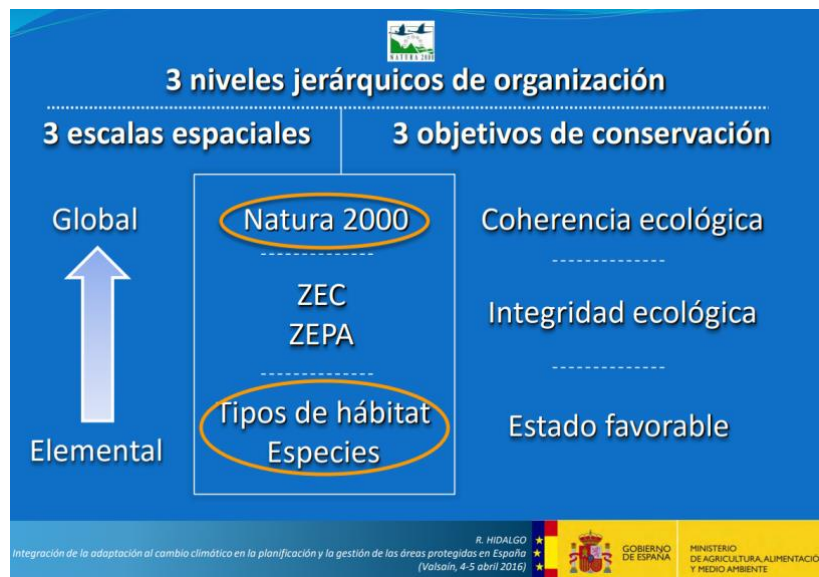 NATURA 2000
3 niveles jerárquicos de organización
3 escalas espaciales
3 objetivos de conservación
Global
Natura 2000
Coherencia ecológica
ZEC
ZEPA
Integridad ecológica
Tipos de hábitat
Especies
Estado favorable
Elemental
R. HIDALGO
Integración de la adaptación al cambio climático en la planificación y la gestión de las áreas protegidas en España
(Valsaín, 4-5 abril 2016)
GOBIERNO
DE ESPAÑA
MINISTERIO
DE AGRICULTURA, ALIMENTACIÓ
Y MEDIO AMBIENTE